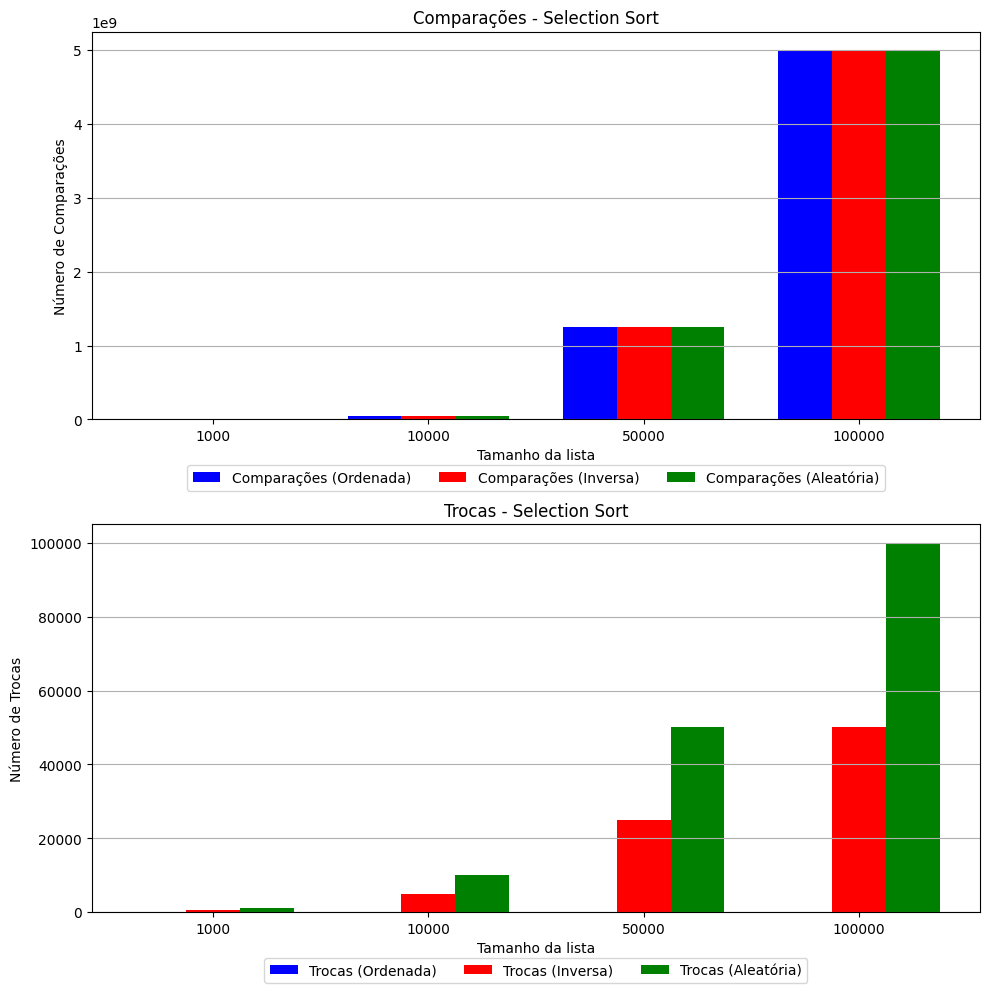 Comparações - Selection Sort
1e9
5
4
3
2
1
0
Número de Comparações
1000 10000 50000 100000
Tamanho da lista
Comparações (Ordenada) Comparações (Inversa) Comparações (Aleatória)
Trocas - Selection Sort
100000
80000
60000
40000
20000
0
Número de Trocas
1000 10000 50000 100000
Tamanho da lista
Trocas (Ordenada) Trocas (Inversa) Trocas (Aleatória)